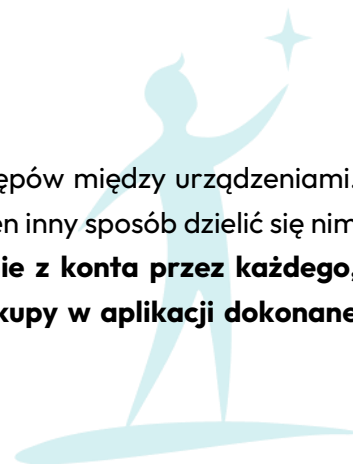 ępów między urządzeniami.
en inny sposób dzielić się nim
ie z konta przez każdego,
kupy w aplikacji dokonane